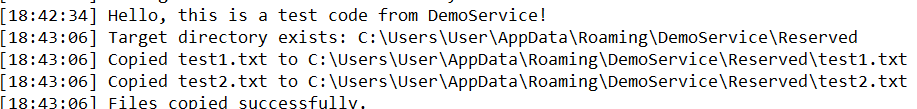 [18:42:34] Hello, this is a test code from DemoService!
[18:43:06] Target directory exists: C:\Users\User\AppData\Roaming\DemoService\Reserved
[18:43:06] Copied test1.txt to C:\Users\User\AppData\Roaming\DemoService\Reserved\test1.txt
[18:43:06] Copied test2.txt to C:\Users\User\AppData\Roaming\DemoService\Reserved\test2.txt
[18:43:06] Files copied successfully.